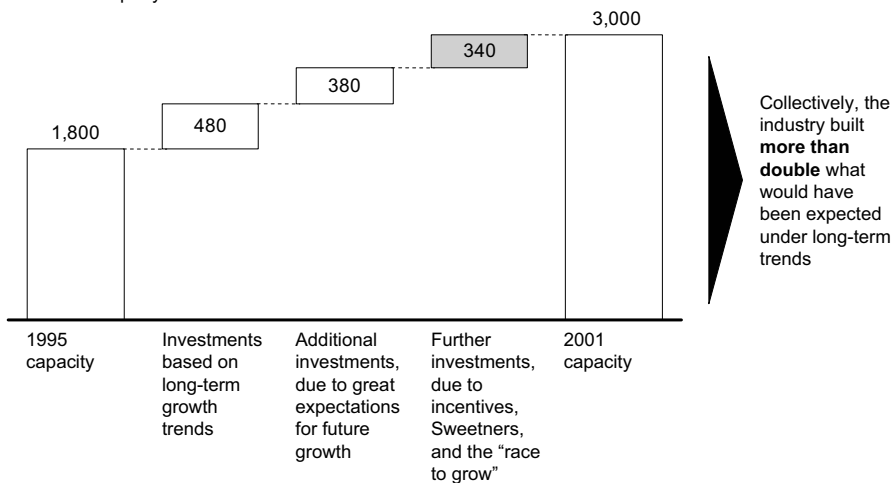 3,000
340
380
480
1,800
Collectively, the
industry built
more than
double what
would have
been expected
under long-term
trends
1995
capacity
Investments
based on
long-term
growth
trends
Additional
investments,
due to great
expectations
for future
growth
Further
investments,
due to
incentives,
Sweetners,
and the “race
to grow”
2001
capacity